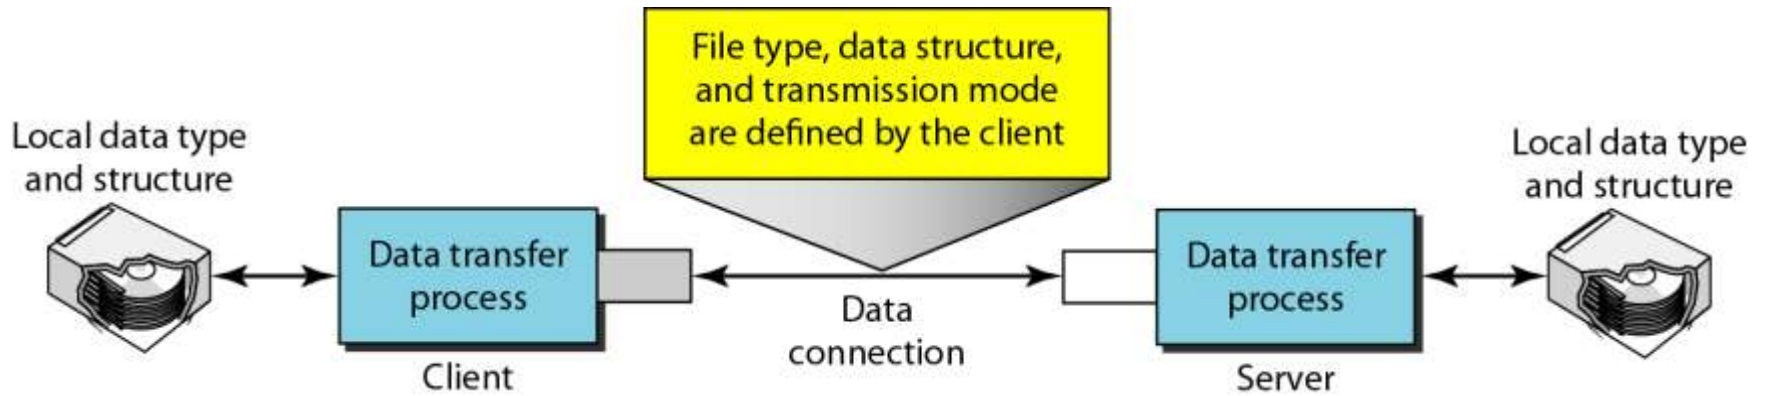 File type, data structure,
and transmission mode
are defined by the client
Local data type
and structure
Local data type
and structure
Data transfer
process
Data transfer
process
Data
connection
Client
Server